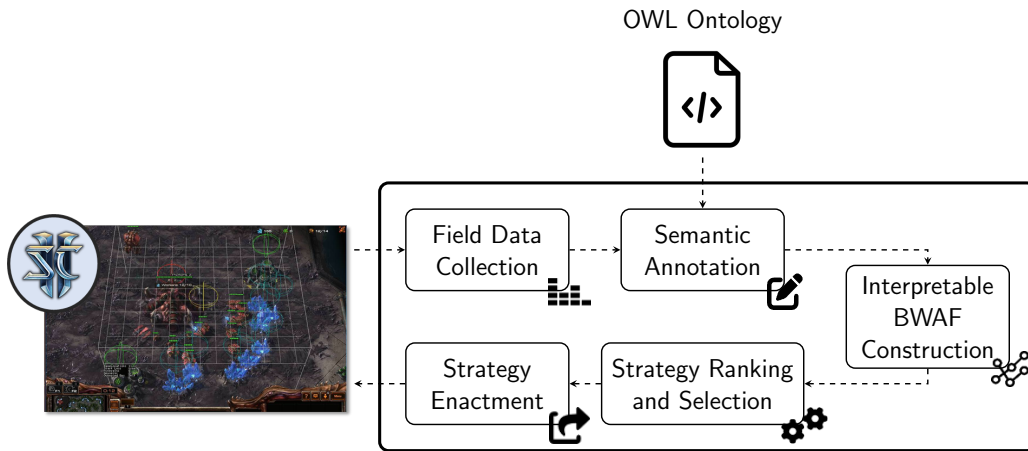 OWL Ontology
Field Data
Collection
Semantic
Annotation
Interpretable
BWAF
Construction
Strategy
Enactment
Strategy Ranking
and Selection